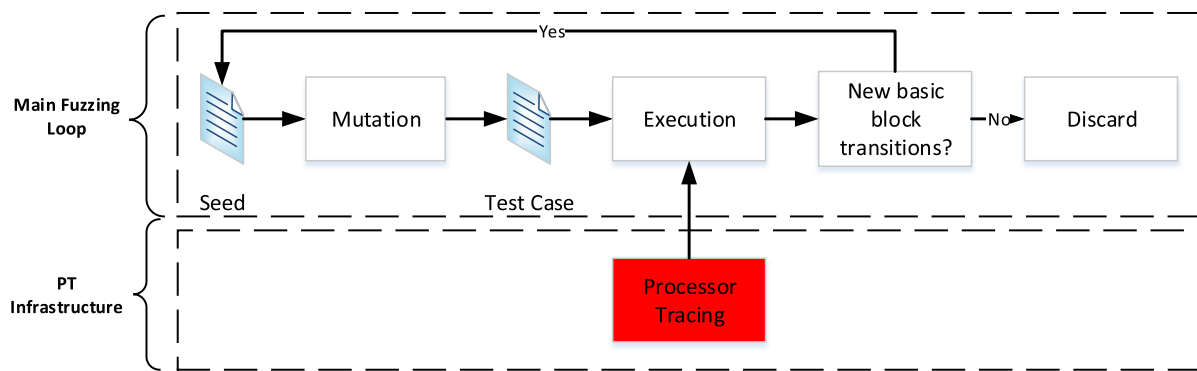 Yes
Main Fuzzing
Loop
Mutation
Execution
New basic
block
transitions?
No
Discard
Seed
Test Case
PT
Infrastructure
Processor
Tracing